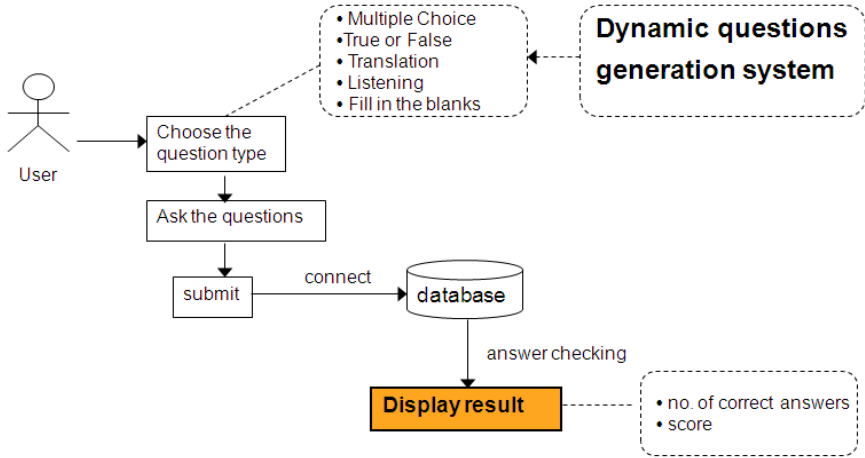 • Multiple Choice
•True or False
• Translation
• Listening
• Fill in the blanks
Dynamic questions
generation system
User
Choose the
question type
Ask the questions
submit
connect
database
answer checking
Display result
• no. of correct answers
• score